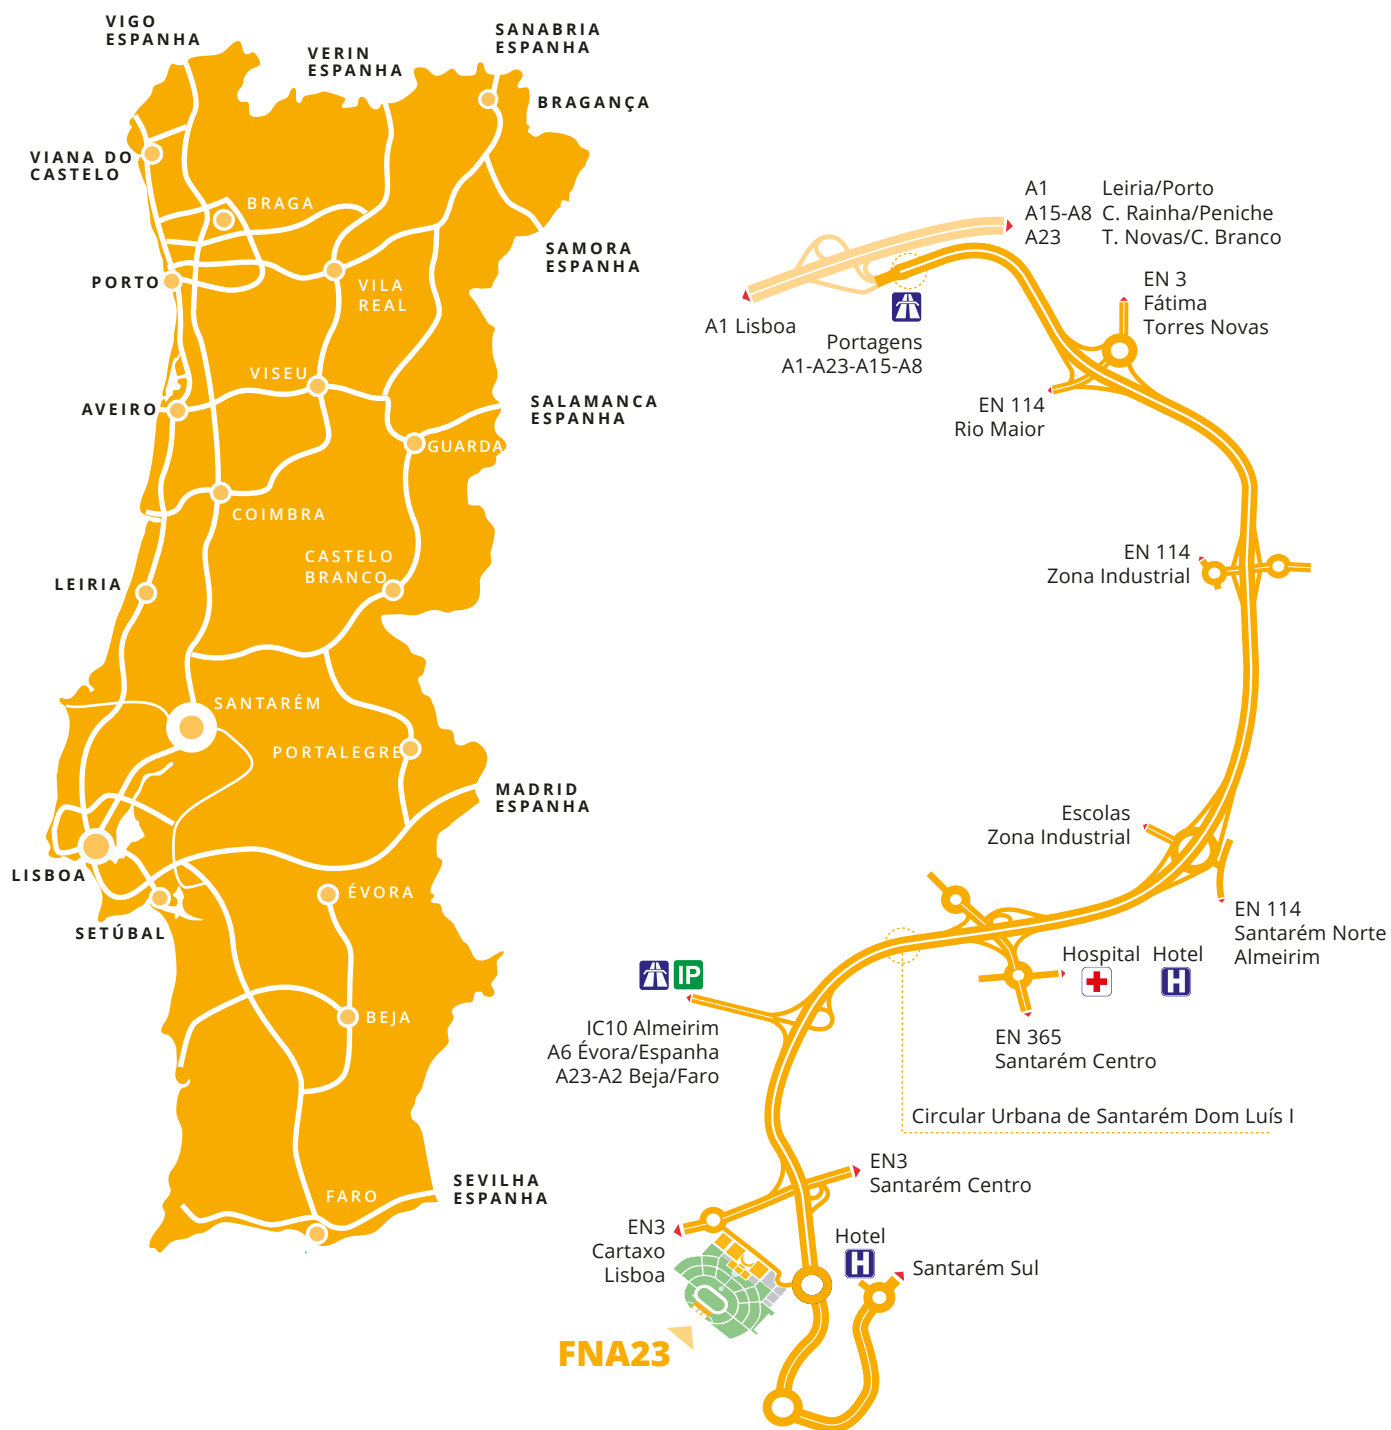 VIGO
ESPANHA
VERIN
ESPANHA
SANABRIA
ESPANHA
BRAGANÇA
VIANA DO
CASTELO
BRAGA
SAMORA
ESPANHA
PORTO
VILA
REAL
VISEU
AVEIRO
SALAMANCA
ESPANHA
GUARDA
COIMBRA
CASTELO
BRANCO
LEIRIA
SANTARÉM
PORTALEGRE
MADRID
ESPANHA
LISBOA
ÉVORA
SETÚBAL
BEJA
SEVILHA
ESPANHA
FARO
A1 Leiria/Porto
A15-A8 C. Rainha/Peniche
A23 T. Novas/C. Branco
A1 Lisboa
Portagens
A1-A23-A15-A8
EN 3
Fátima
Torres Novas
EN 114
Rio Maior
EN 114
Zona Industrial
Escolas
Zona Industrial
EN 114
Santarém Norte
Almeirim
Hospital
Hotel
H
EN 365
Santarém Centro
IP
IC10 Almeirim
A6 Évora/Espanha
A23-A2 Beja/Faro
Circular Urbana de Santarém Dom Luís I
EN3
Santarém Centro
EN3
Cartaxo
Lisboa
Hotel
H
Santarém Sul
FNA23